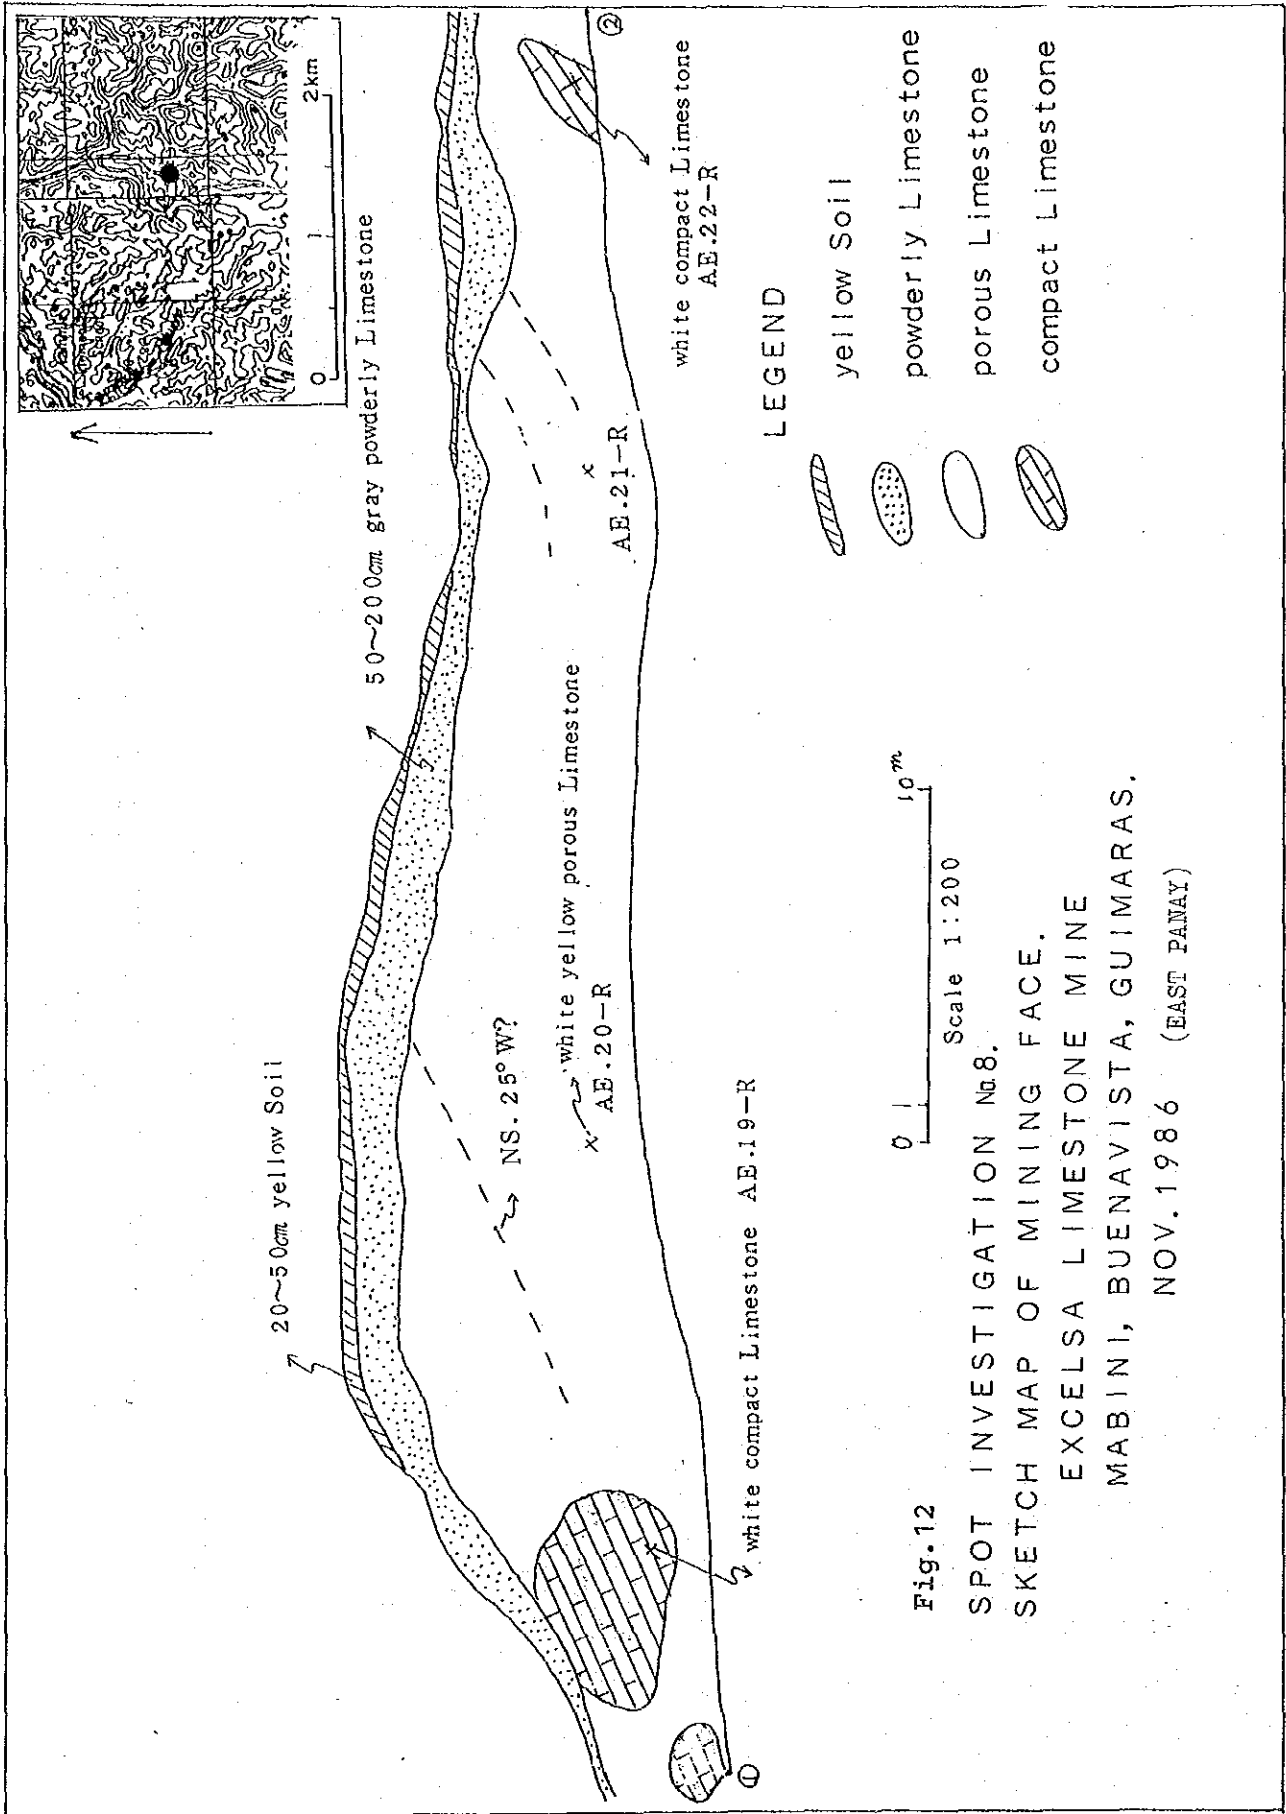 0 1 2km
20~50cm yellow Soil
50~200cm gray powderly Limestone
NS.25°W?
x white yellow porous Limestone
AE.20-R
x
AE.21-R
white compact Limestone
AE.22-R
white compact Limestone AE.19-R
①
②
LEGEND
yellow Soil
powderly Limestone
porous Limestone
compact Limestone
0 1 10m
Scale 1:200
Fig.12
SPOT INVESTIGATION No.8.
SKETCH MAP OF MINING FACE.
EXCELSA LIMESTONE MINE
MABINI, BUENAVISTA, GUIMARAS.
NOV.1986 (EAST PANAY)